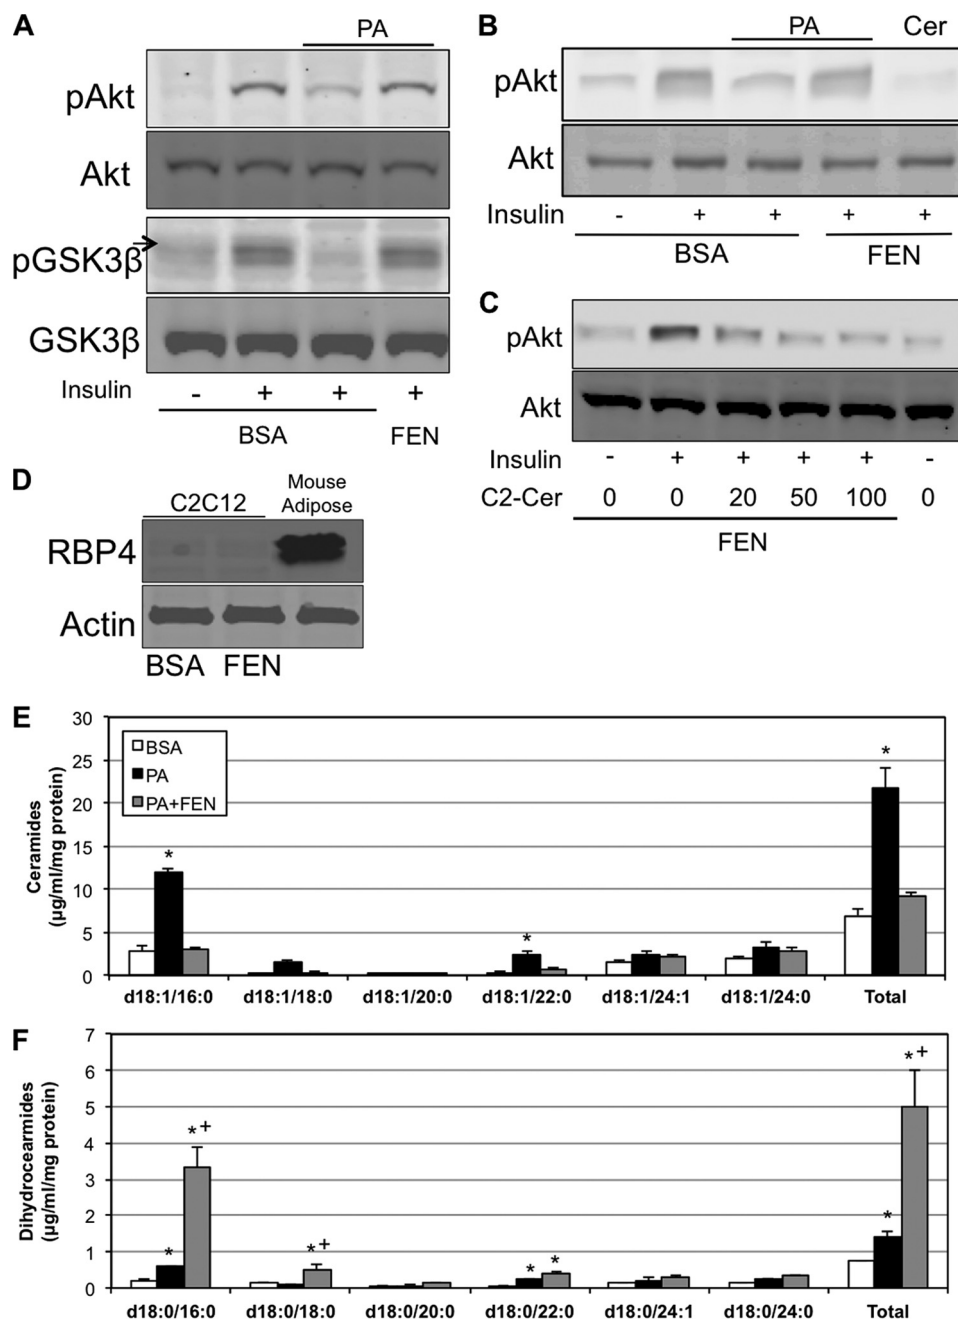 A
PA
pAkt
Akt
pGSK3β
GSK3β
Insulin - + + +
BSA FEN
B
PA Cer
pAkt
Akt
Insulin - + + + +
BSA FEN
C
pAkt
Akt
Insulin - + + + + -
C2-Cer 0 0 20 50 100 0
FEN
D
C2C12 Mouse
Adipose
RBP4
Actin
BSA FEN
E
Ceramides
(µg/ml/mg protein)
30
25
20
15
10
5
0
BSA
PA
PA+FEN
* * *
d18:1/16:0 d18:1/18:0 d18:1/20:0 d18:1/22:0 d18:1/24:1 d18:1/24:0 Total
F
Dihydrocearmides
(µg/ml/mg protein)
7
6
5
4
3
2
1
0
* *+ *+ * * * *+
d18:0/16:0 d18:0/18:0 d18:0/20:0 d18:0/22:0 d18:0/24:1 d18:0/24:0 Total